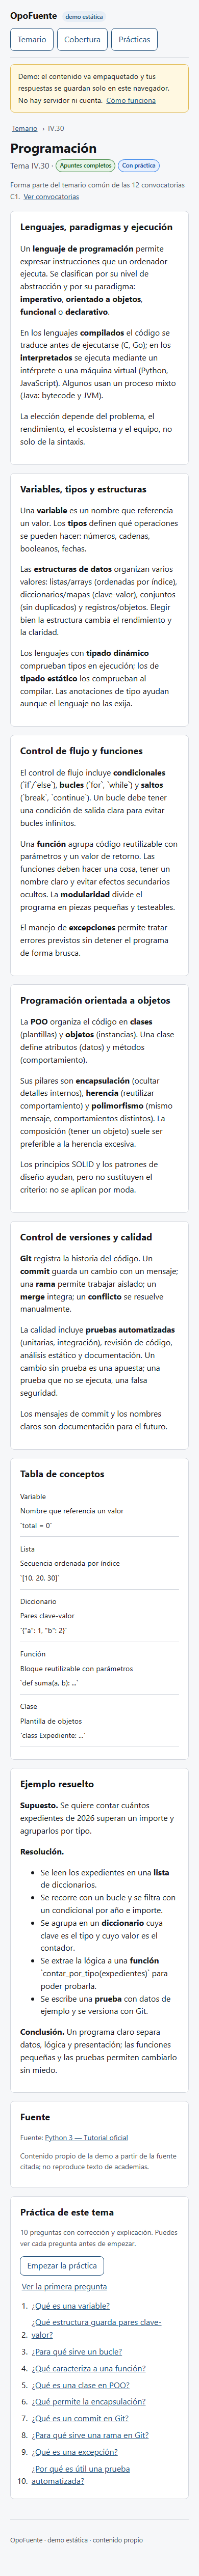 OpoFuente demo estática
Temario Cobertura Prácticas
Demo: el contenido va empaquetado y tus
respuestas se guardan solo en este navegador.
No hay servidor ni cuenta. Cómo funciona
Temario › IV.30
Programación
Tema IV.30 · Apuntes completos Con práctica
Forma parte del temario común de las 12 convocatorias
C1. Ver convocatorias
Lenguajes, paradigmas y ejecución
Un lenguaje de programación permite
expresar instrucciones que un ordenador
ejecuta. Se clasifican por su nivel de
abstracción y por su paradigma:
imperativo, orientado a objetos,
funcional o declarativo.
En los lenguajes compilados el código se
traduce antes de ejecutarse (C, Go); en los
interpretados se ejecuta mediante un
intérprete o una máquina virtual (Python,
JavaScript). Algunos usan un proceso mixto
(Java: bytecode y JVM).
La elección depende del problema, el
rendimiento, el ecosistema y el equipo, no
solo de la sintaxis.
Variables, tipos y estructuras
Una variable es un nombre que referencia
un valor. Los tipos definen qué operaciones
se pueden hacer: números, cadenas,
booleanos, fechas.
Las estructuras de datos organizan varios
valores: listas/arrays (ordenadas por índice),
diccionarios/mapas (clave-valor), conjuntos
(sin duplicados) y registros/objetos. Elegir
bien la estructura cambia el rendimiento y
la claridad.
Los lenguajes con tipado dinámico
comprueban tipos en ejecución; los de
tipado estático los comprueban al
compilar. Las anotaciones de tipo ayudan
aunque el lenguaje no las exija.
Control de flujo y funciones
El control de flujo incluye condicionales
(`if`/`else`), bucles (`for`, `while`) y saltos
(`break`, `continue`). Un bucle debe tener
una condición de salida clara para evitar
bucles infinitos.
Una función agrupa código reutilizable con
parámetros y un valor de retorno. Las
funciones deben hacer una cosa, tener un
nombre claro y evitar efectos secundarios
ocultos. La modularidad divide el
programa en piezas pequeñas y testeables.
El manejo de excepciones permite tratar
errores previstos sin detener el programa
de forma brusca.
Programación orientada a objetos
La POO organiza el código en clases
(plantillas) y objetos (instancias). Una clase
define atributos (datos) y métodos
(comportamiento).
Sus pilares son encapsulación (ocultar
detalles internos), herencia (reutilizar
comportamiento) y polimorfismo (mismo
mensaje, comportamientos distintos). La
composición (tener un objeto) suele ser
preferible a la herencia excesiva.
Los principios SOLID y los patrones de
diseño ayudan, pero no sustituyen el
criterio: no se aplican por moda.
Control de versiones y calidad
Git registra la historia del código. Un
commit guarda un cambio con un mensaje;
una rama permite trabajar aislado; un
merge integra; un conflicto se resuelve
manualmente.
La calidad incluye pruebas automatizadas
(unitarias, integración), revisión de código,
análisis estático y documentación. Un
cambio sin prueba es una apuesta; una
prueba que no se ejecuta, una falsa
seguridad.
Los mensajes de commit y los nombres
claros son documentación para el futuro.
Tabla de conceptos
Variable
Nombre que referencia un valor
`total = 0`
Lista
Secuencia ordenada por índice
`[10, 20, 30]`
Diccionario
Pares clave-valor
`{"a": 1, "b": 2}`
Función
Bloque reutilizable con parámetros
`def suma(a, b): ...`
Clase
Plantilla de objetos
`class Expediente: ...`
Ejemplo resuelto
Supuesto. Se quiere contar cuántos
expedientes de 2026 superan un importe y
agruparlos por tipo.
Resolución.
• Se leen los expedientes en una lista
de diccionarios.
• Se recorre con un bucle y se filtra con
un condicional por año e importe.
• Se agrupa en un diccionario cuya
clave es el tipo y cuyo valor es el
contador.
• Se extrae la lógica a una función
`contar_por_tipo(expedientes)` para
poder probarla.
• Se escribe una prueba con datos de
ejemplo y se versiona con Git.
Conclusión. Un programa claro separa
datos, lógica y presentación; las funciones
pequeñas y las pruebas permiten cambiarlo
sin miedo.
Fuente
Fuente: Python 3 — Tutorial oficial
Contenido propio de la demo a partir de la fuente
citada; no reproduce texto de academias.
Práctica de este tema
10 preguntas con corrección y explicación. Puedes
ver cada pregunta antes de empezar.
Empezar la práctica
Ver la primera pregunta
1. ¿Qué es una variable?
2. ¿Qué estructura guarda pares clave-
valor?
3. ¿Para qué sirve un bucle?
4. ¿Qué caracteriza a una función?
5. ¿Qué es una clase en POO?
6. ¿Qué permite la encapsulación?
7. ¿Qué es un commit en Git?
8. ¿Para qué sirve una rama en Git?
9. ¿Qué es una excepción?
10. ¿Por qué es útil una prueba
automatizada?
OpoFuente · demo estática · contenido propio